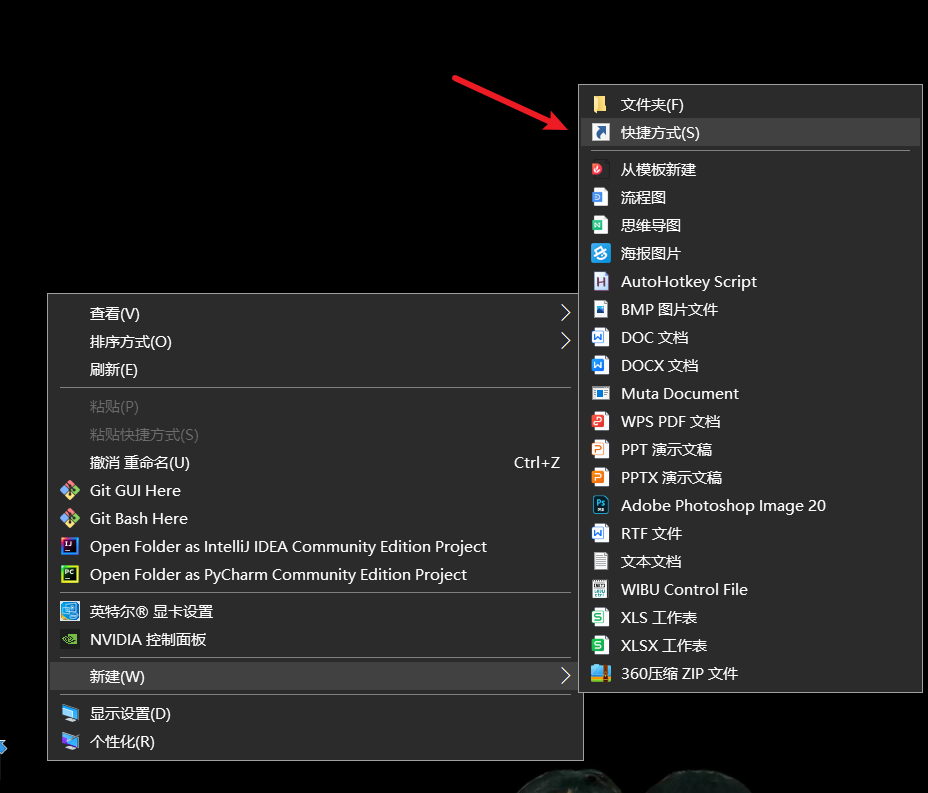 文件夹(F)
快捷方式(S)
从模板新建
流程图
思维导图
海报图片
AutoHotkey Script
BMP 图片文件
DOC 文档
DOCX 文档
Muta Document
WPS PDF 文档
PPT 演示文稿
PPTX 演示文稿
Adobe Photoshop Image 20
RTF 文件
文本文档
WIBU Control File
XLS 工作表
XLSX 工作表
360压缩 ZIP 文件
查看(V)
排序方式(O)
刷新(E)
粘贴(P)
粘贴快捷方式(S)
撤消 重命名(U) Ctrl+Z
Git GUI Here
Git Bash Here
Open Folder as IntelliJ IDEA Community Edition Project
Open Folder as PyCharm Community Edition Project
英特尔® 显卡设置
NVIDIA 控制面板
新建(W)
显示设置(D)
个性化(R)